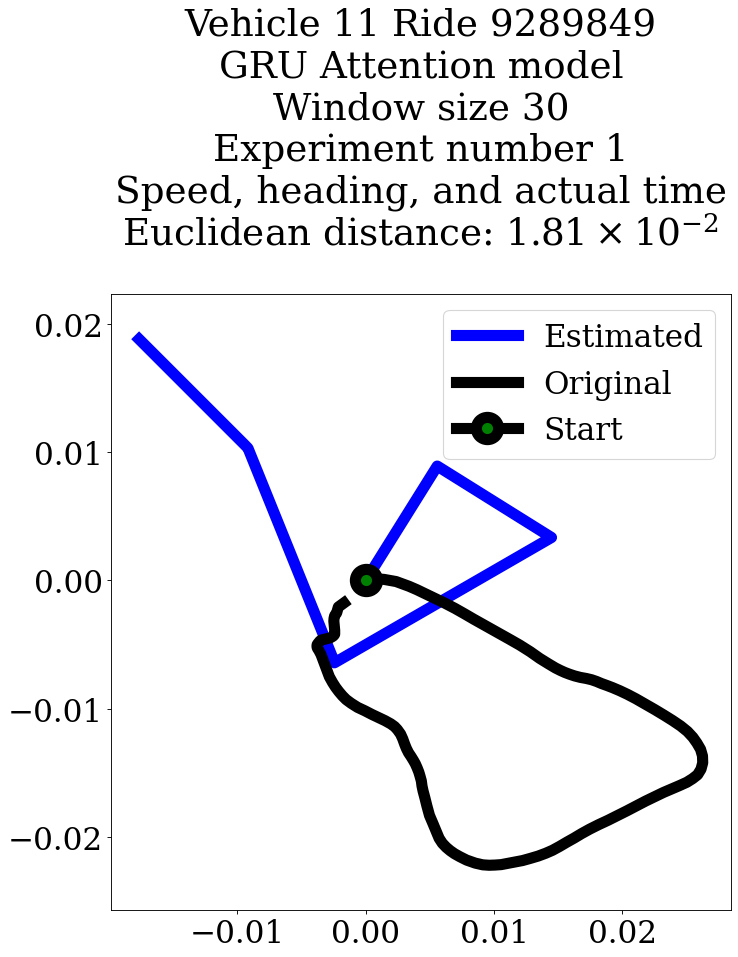 Vehicle 11 Ride 9289849
GRU Attention model
Window size 30
Experiment number 1
Speed, heading, and actual time
Euclidean distance: 1.81 × 10⁻²
Estimated
Original
Start
0.02
0.01
0.00
−0.01
−0.02
−0.01 0.00 0.01 0.02